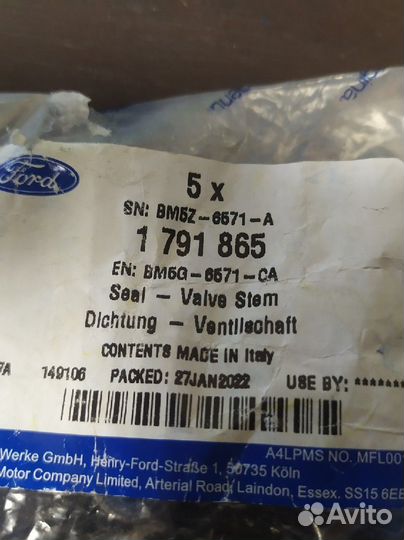 Ford
5 x
SN: BM5Z-6571-A
1 791 865
EN: BM5G-6571-CA
Seal - Valve Stem
Dichtung - Ventilschaft
CONTENTS MADE IN Italy
149106 PACKED: 27JAN2022 USE BY: *******
A4LPMS NO. MFL00
Werke GmbH, Henry-Ford-Straße 1, 50735 Köln
Motor Company Limited, Arterial Road, Laindon, Essex. SS15 6EE
Avito